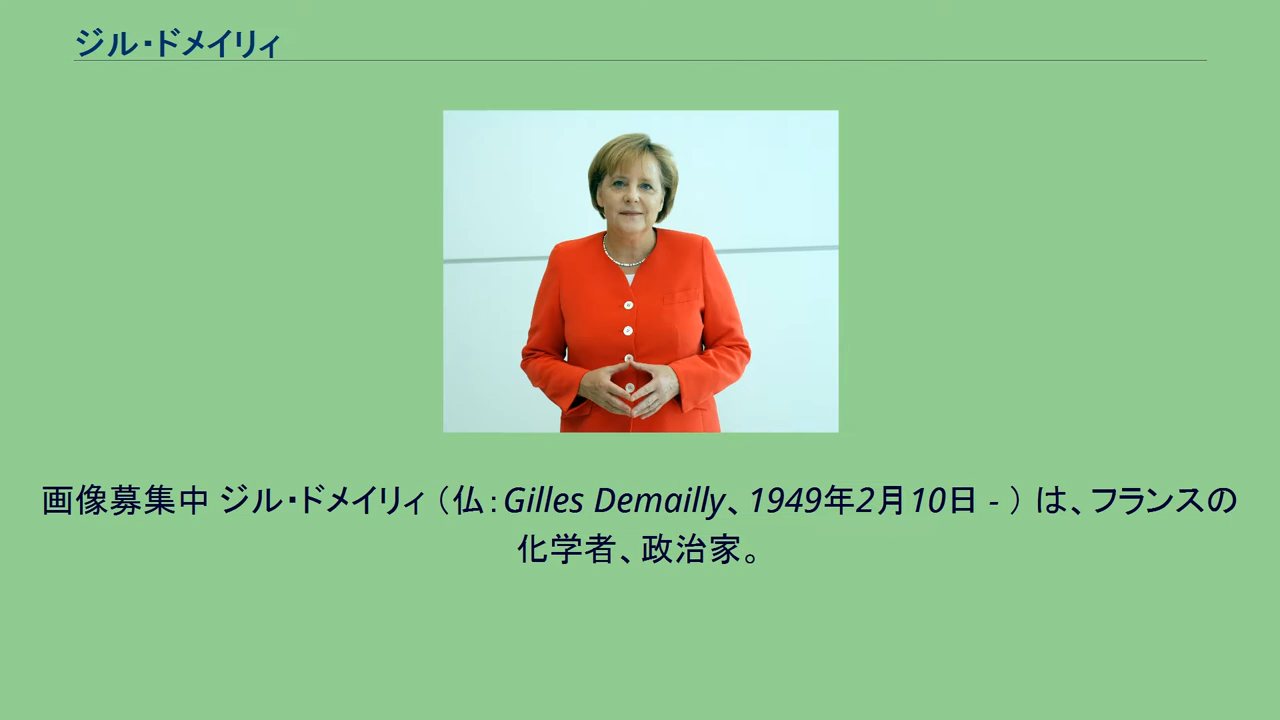 ジル・ドメイリィ
画像募集中 ジル・ドメイリィ（仏：Gilles Demailly、1949年2月10日 - ） は、フランスの
化学者、政治家。